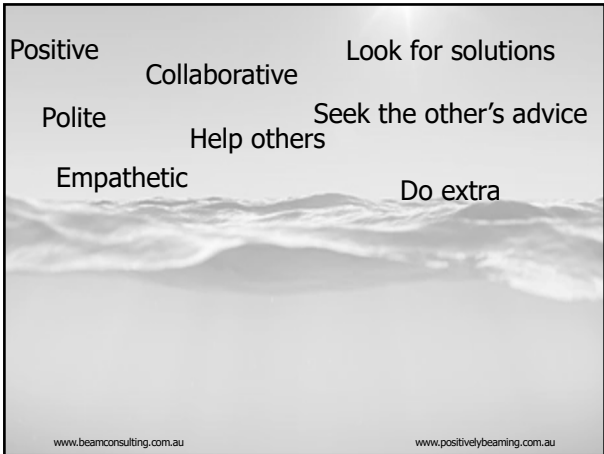 Positive
Look for solutions
Collaborative
Polite
Seek the other's advice
Help others
Empathetic
Do extra
www.beamconsulting.com.au
www.positivelybeaming.com.au